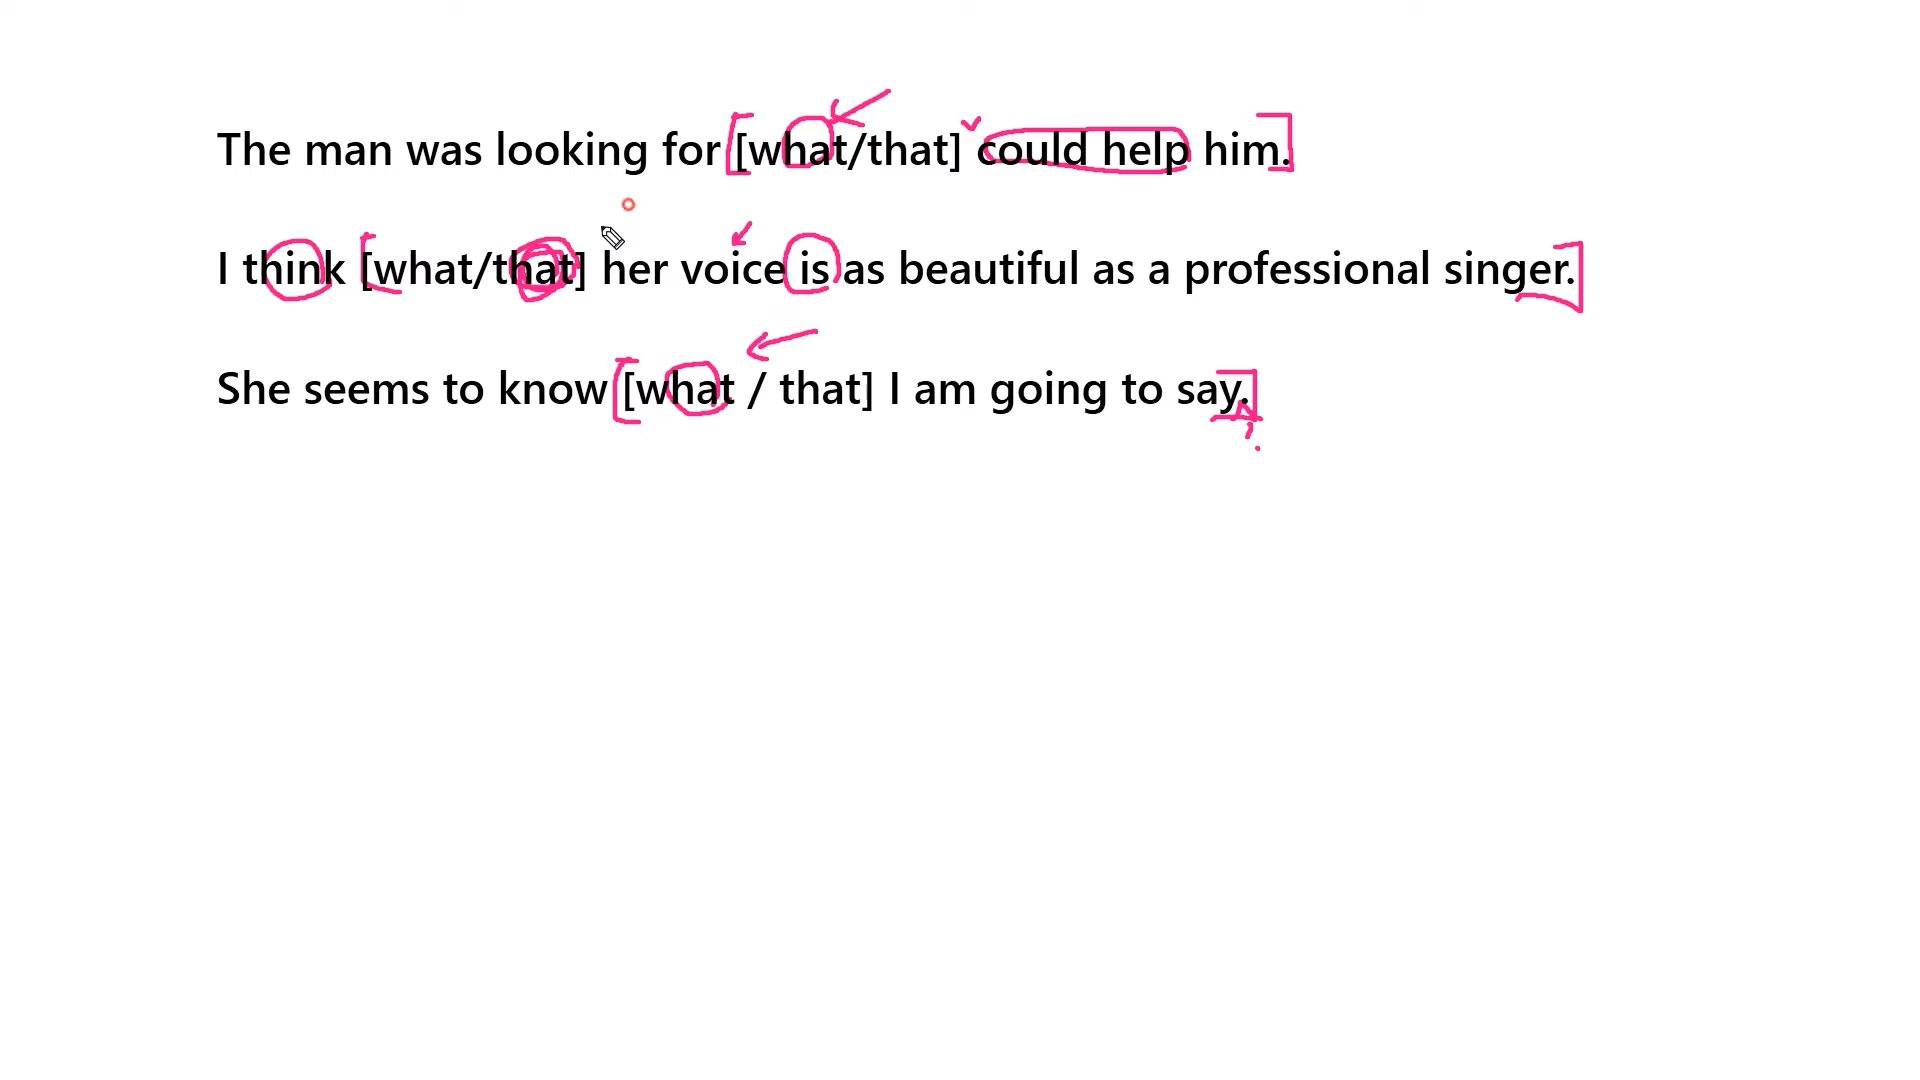 The man was looking for [what/that] could help him.
I think [what/that] her voice is as beautiful as a professional singer.
She seems to know [what / that] I am going to say.